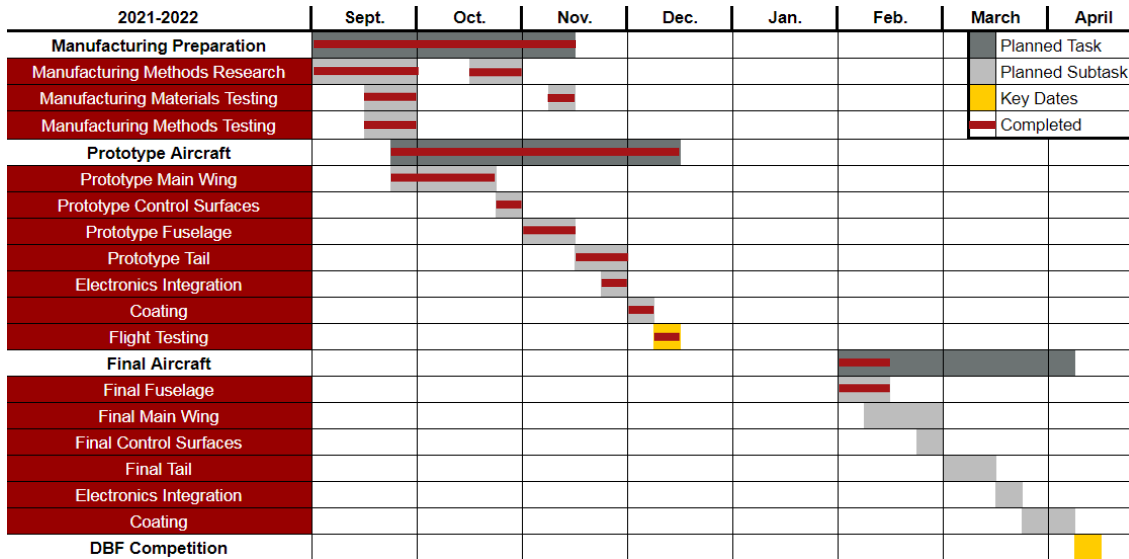 2021-2022 Sept. Oct. Nov. Dec. Jan. Feb. March April
Manufacturing Preparation
Planned Task
Manufacturing Methods Research
Planned Subtask
Manufacturing Materials Testing
Key Dates
Manufacturing Methods Testing
Completed
Prototype Aircraft
Prototype Main Wing
Prototype Control Surfaces
Prototype Fuselage
Prototype Tail
Electronics Integration
Coating
Flight Testing
Final Aircraft
Final Fuselage
Final Main Wing
Final Control Surfaces
Final Tail
Electronics Integration
Coating
DBF Competition